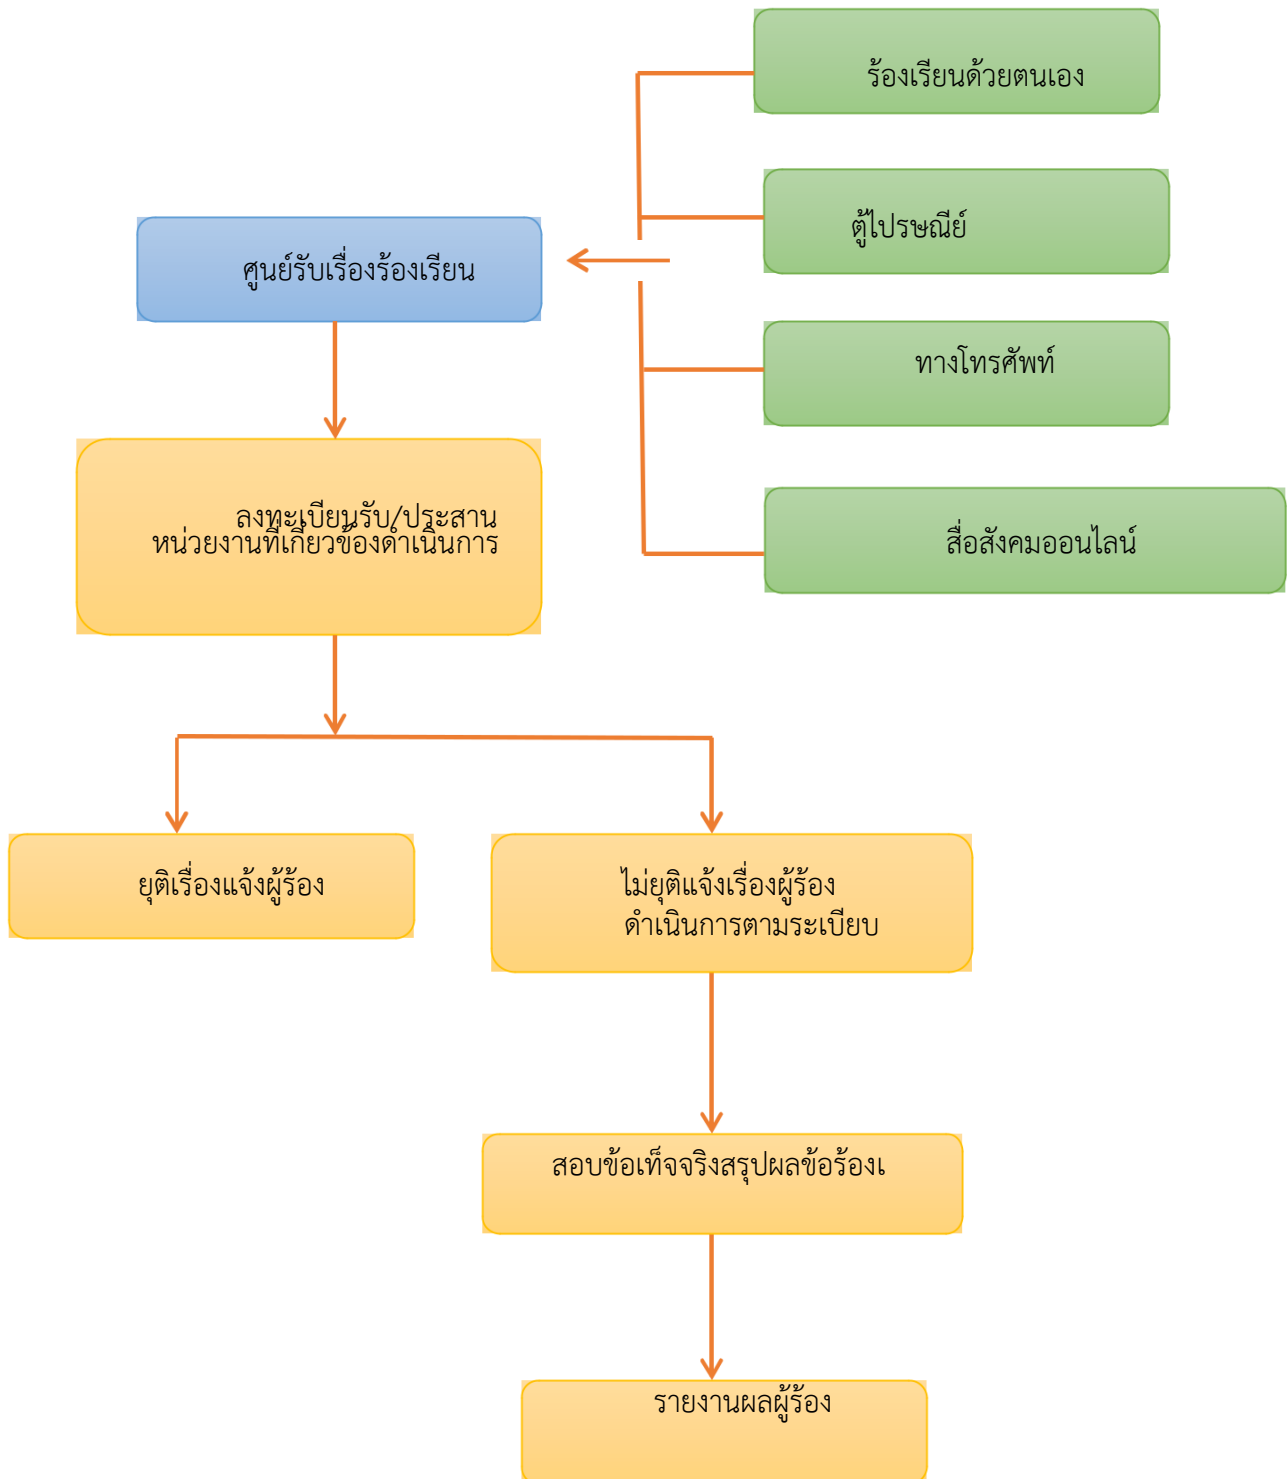 ร้องเรียนด้วยตนเอง
ตู้ไปรษณีย์
ศูนย์รับเรื่องร้องเรียน
ทางโทรศัพท์
ลงทะเบียนรับ/ประสาน
หน่วยงานที่เกี่ยวข้องดำเนินการ
สื่อสังคมออนไลน์
ยุติเรื่องแจ้งผู้ร้อง
ไม่ยุติแจ้งเรื่องผู้ร้อง
ดำเนินการตามระเบียบ
สอบข้อเท็จจริงสรุปผลข้อร้องเ
รายงานผลผู้ร้อง